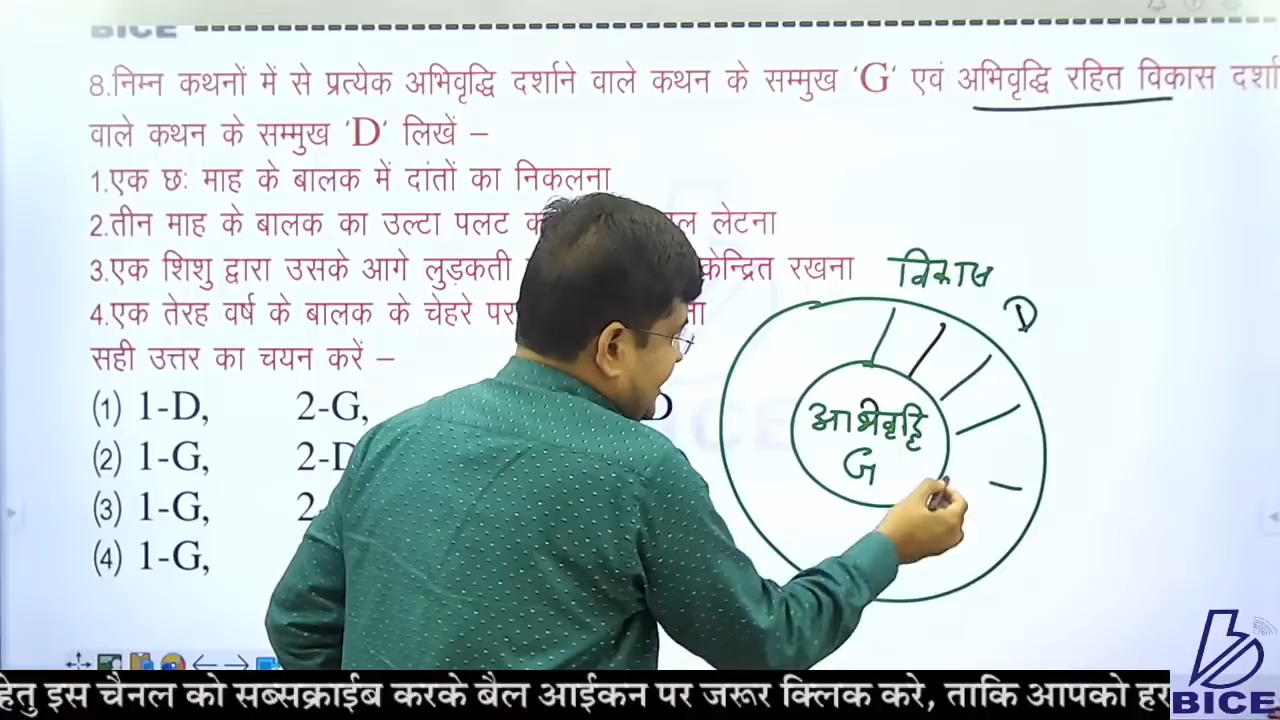 BICE
8.निम्न कथनों में से प्रत्येक अभिवृद्धि दर्शाने वाले कथन के सम्मुख 'G' एवं अभिवृद्धि रहित विकास दर्शा
वाले कथन के सम्मुख 'D' लिखें –
1.एक छः माह के बालक में दांतों का निकलना
2.तीन माह के बालक का उल्टा पलट लेटना
3.एक शिशु द्वारा उसके आगे लुड़कती केन्द्रित रखना
4.एक तेरह वर्ष के बालक के चेहरे पर
सही उत्तर का चयन करें –
(1) 1-D, 2-G, D
(2) 1-G, 2-D
(3) 1-G, 2
(4) 1-G,
विकास
D
अभिवृद्धि
G
हेतु इस चैनल को सब्सक्राईब करके बैल आईकन पर जरूर क्लिक करे, ताकि आपको हर
BICE